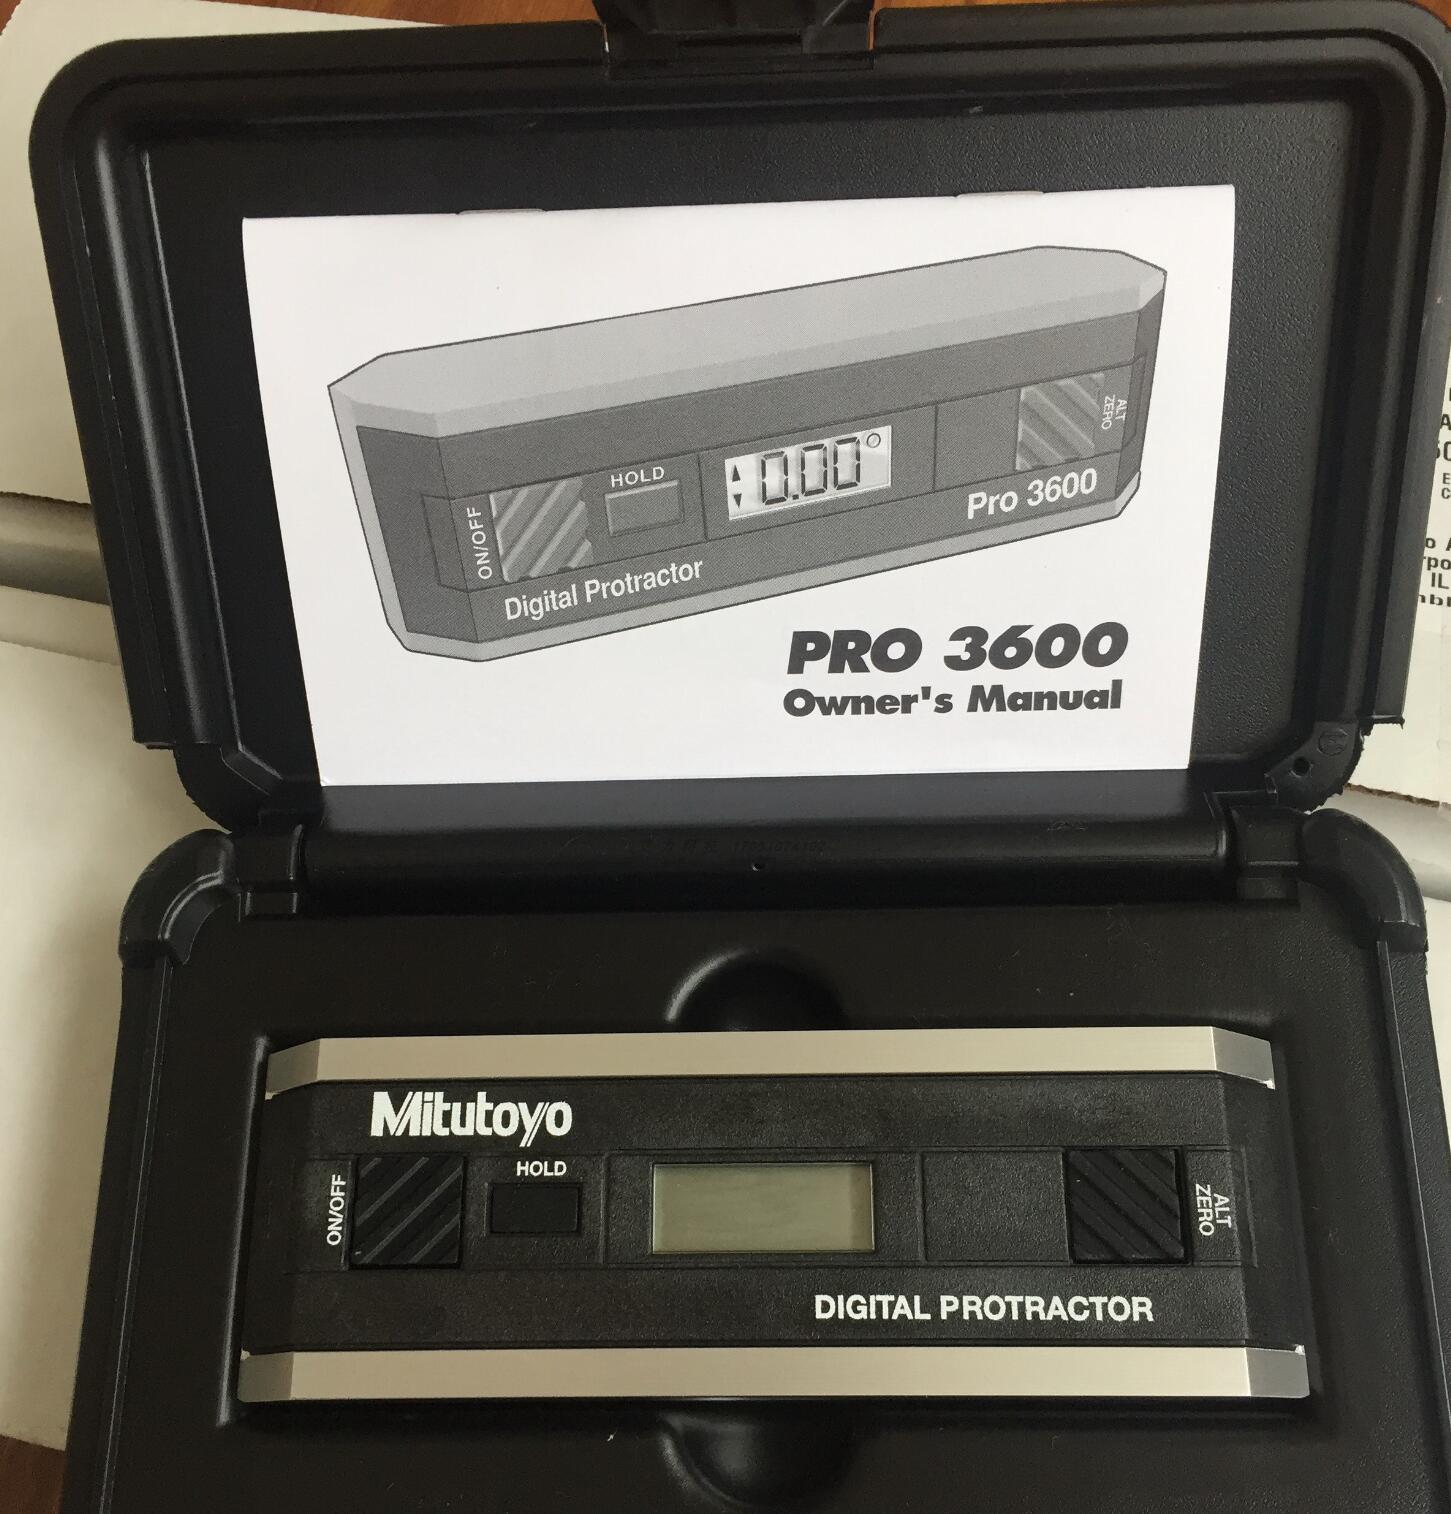 HOLD
ALT
ZERO
0.00°
ON/OFF
Pro 3600
Digital Protractor
PRO 3600
Owner's Manual
Mitutoyo
HOLD
ON/OFF
ALT
ZERO
DIGITAL PROTRACTOR